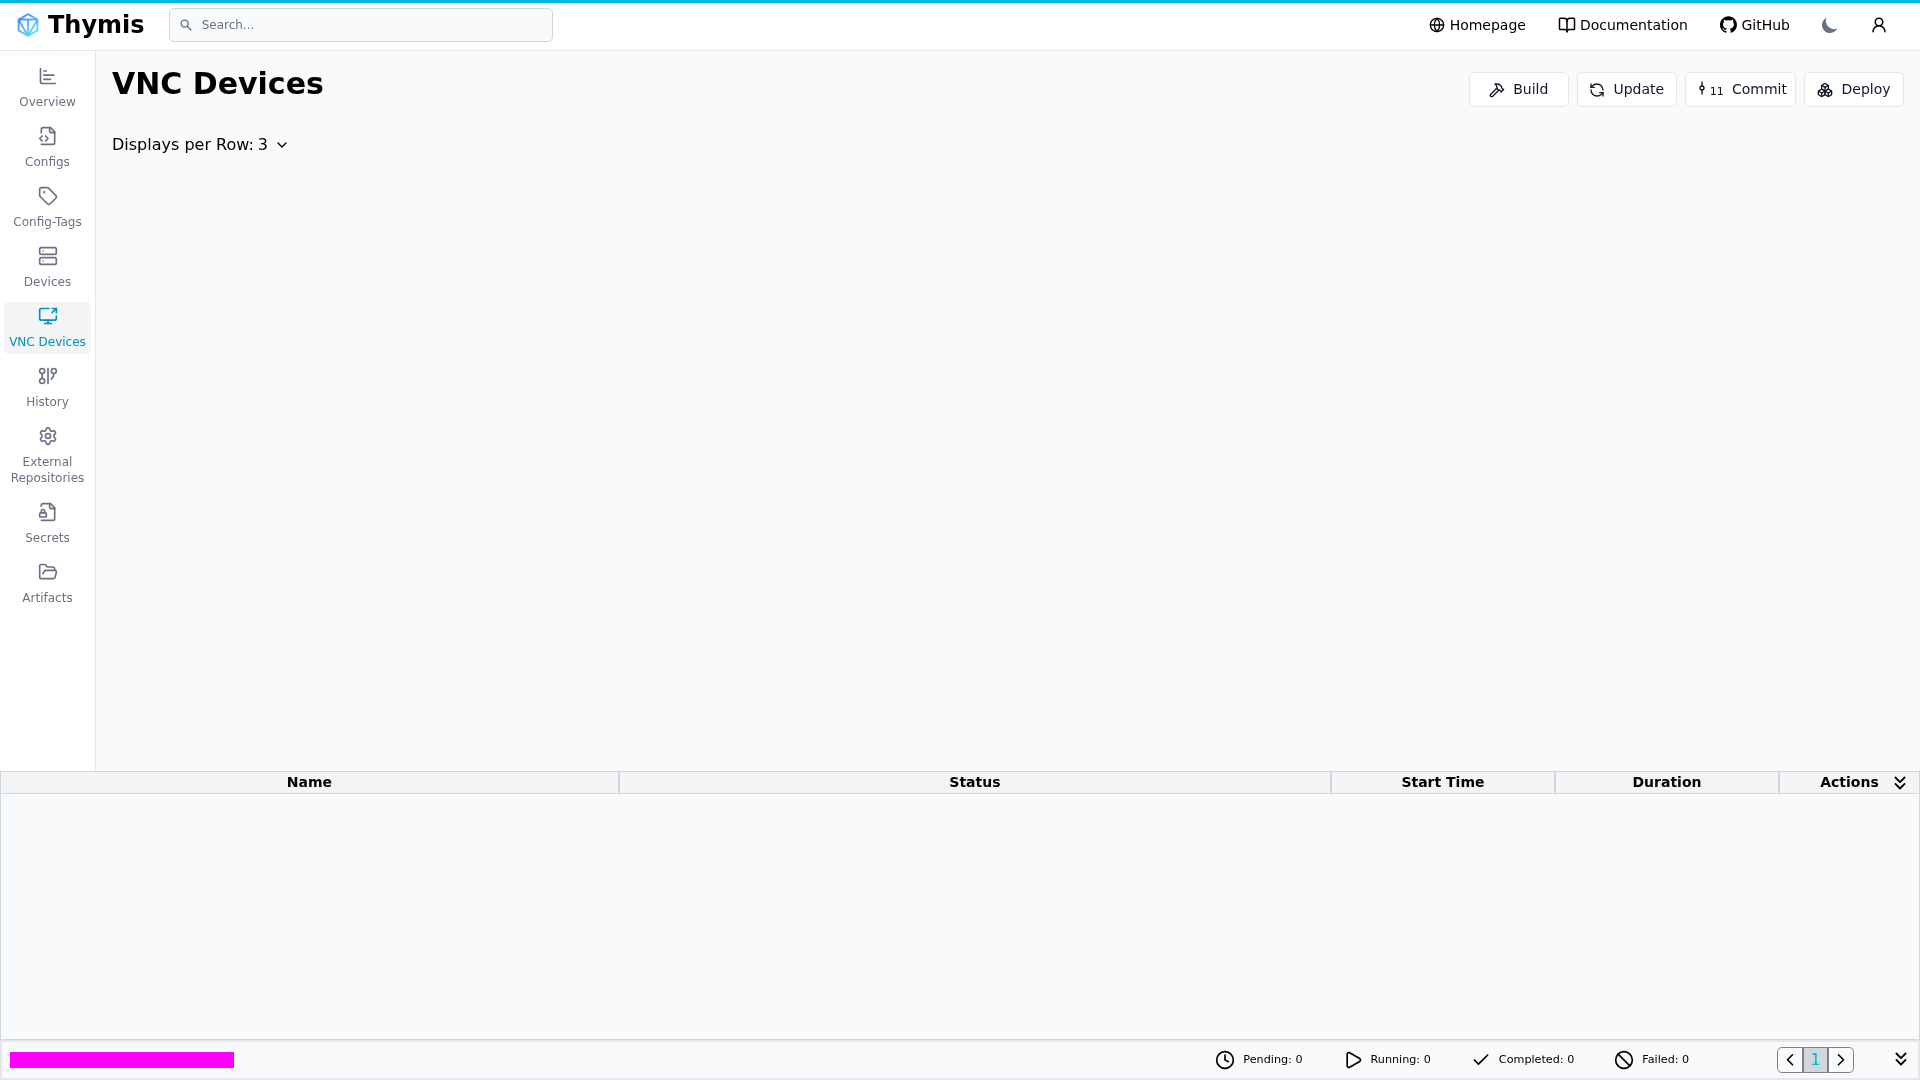 Thymis
Search...
Homepage
Documentation
GitHub
Overview
Configs
Config-Tags
Devices
VNC Devices
History
External
Repositories
Secrets
Artifacts
VNC Devices
Build
Update
11 Commit
Deploy
Displays per Row: 3
Name Status Start Time Duration Actions
Pending: 0 Running: 0 Completed: 0 Failed: 0 1